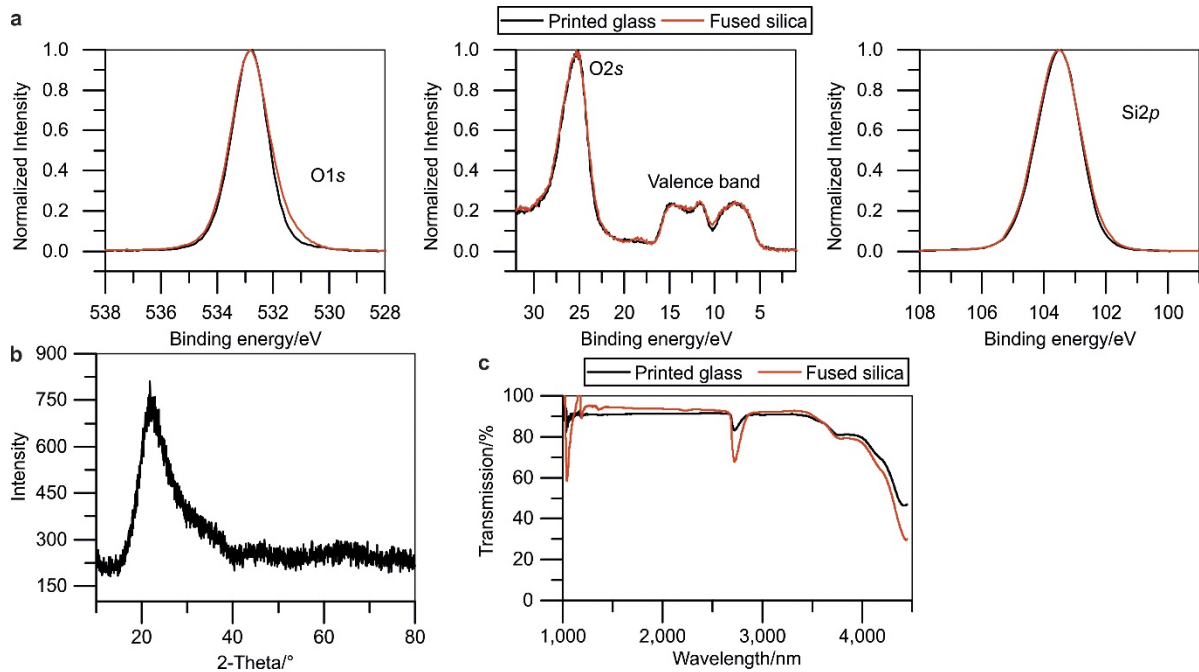 a
Printed glass Fused silica
Normalized Intensity
1.0
0.8
0.6
0.4
0.2
0.0
O1s
538 536 534 532 530 528
Binding energy/eV
Normalized Intensity
1.0
0.8
0.6
0.4
0.2
0.0
O2s
Valence band
30 25 20 15 10 5
Binding energy/eV
Normalized Intensity
1.0
0.8
0.6
0.4
0.2
0.0
Si2p
108 106 104 102 100
Binding energy/eV
b
Intensity
900
750
600
450
300
150
20 40 60 80
2-Theta/°
c
Printed glass Fused silica
Transmission/%
100
80
60
40
20
0
1,000 2,000 3,000 4,000
Wavelength/nm